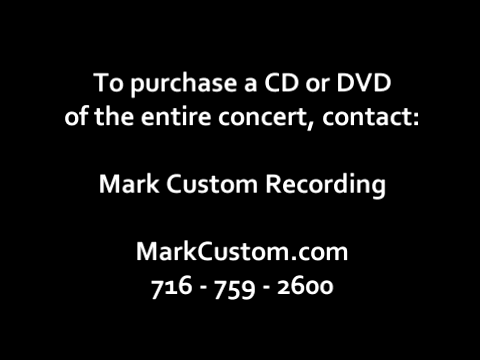 To purchase a CD or DVD
of the entire concert, contact:
Mark Custom Recording
MarkCustom.com
716 - 759 - 2600